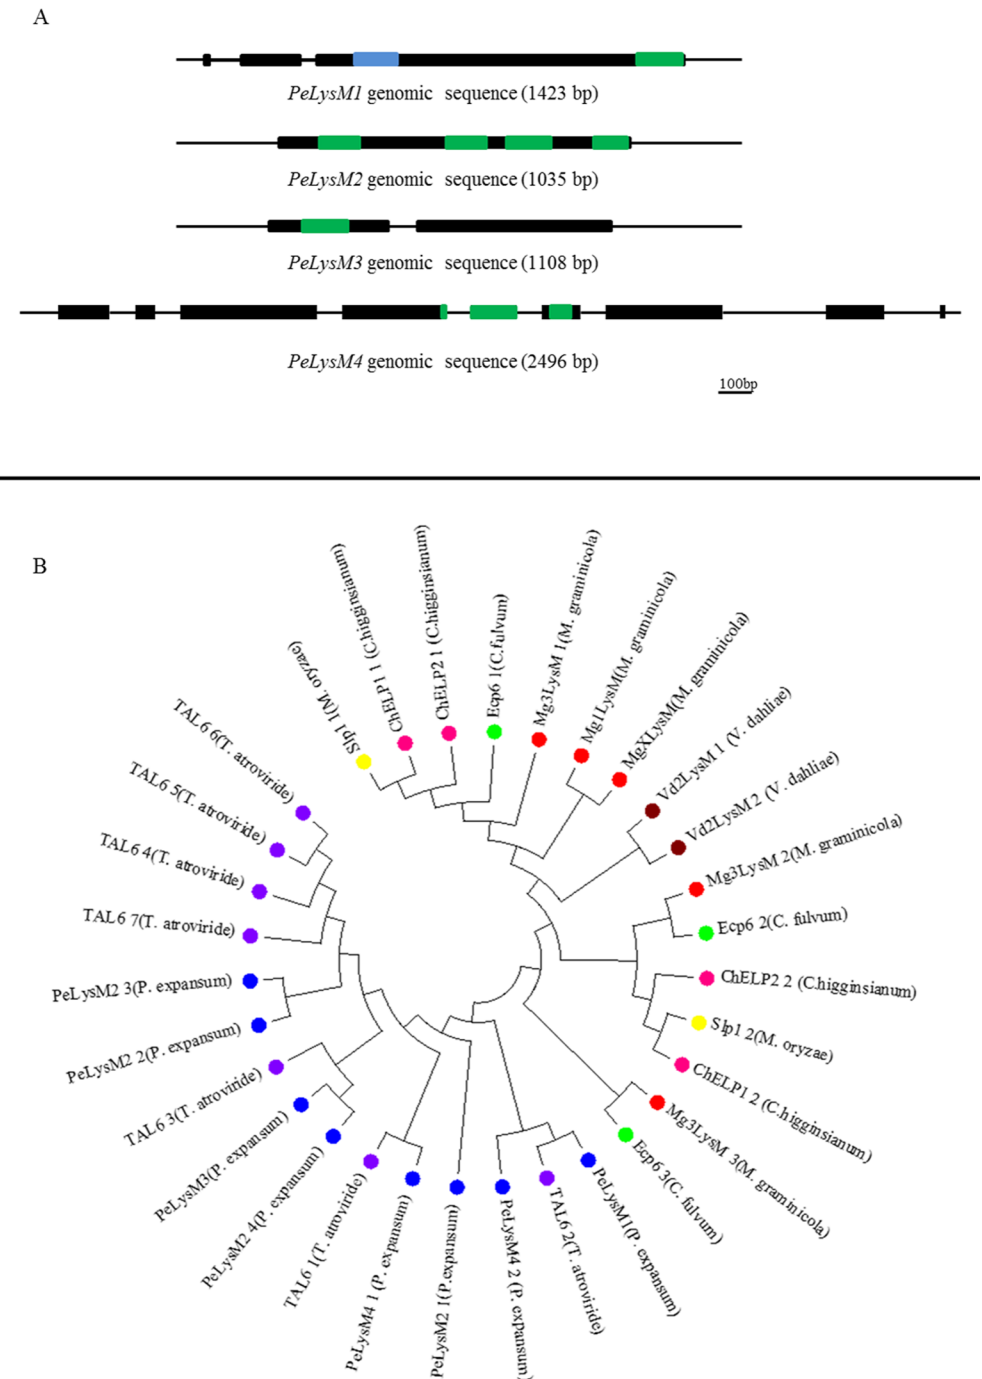 A
PeLysM1 genomic sequence (1423 bp)
PeLysM2 genomic sequence (1035 bp)
PeLysM3 genomic sequence (1108 bp)
PeLysM4 genomic sequence (2496 bp)
100bp
B
Slp1 1(M. oryzae)
ChELP1 1 (C.higginsianum)
ChELP2 1 (C.higginsianum)
Ecp6 1(C.fulvum)
Mg3LysM 1(M. graminicola)
Mg1LysM(M. graminicola)
MgXLysM(M. graminicola)
Vd2LysM 1 (V. dahliae)
Vd2LysM 2 (V. dahliae)
Mg3LysM 2(M. graminicola)
Ecp6 2(C. fulvum)
ChELP2 2 (C.higginsianum)
Slp1 2(M. oryzae)
ChELP1 2 (C.higginsianum)
Mg3LysM 3(M. graminicola)
Ecp6 3(C. fulvum)
PeLysM1(P. expansum)
TAL6 2(T. atroviride)
PeLysM4 2 (P. expansum)
PeLysM2 1(P.expansum)
PeLysM4 1 (P. expansum)
TAL6 1(T. atroviride)
PeLysM2 4(P. expansum)
PeLysM3(P. expansum)
TAL6 3(T. atroviride)
PeLysM2 2(P. expansum)
PeLysM2 3(P. expansum)
TAL6 7(T. atroviride)
TAL6 4(T. atroviride)
TAL6 5(T. atroviride)
TAL6 6(T. atroviride)